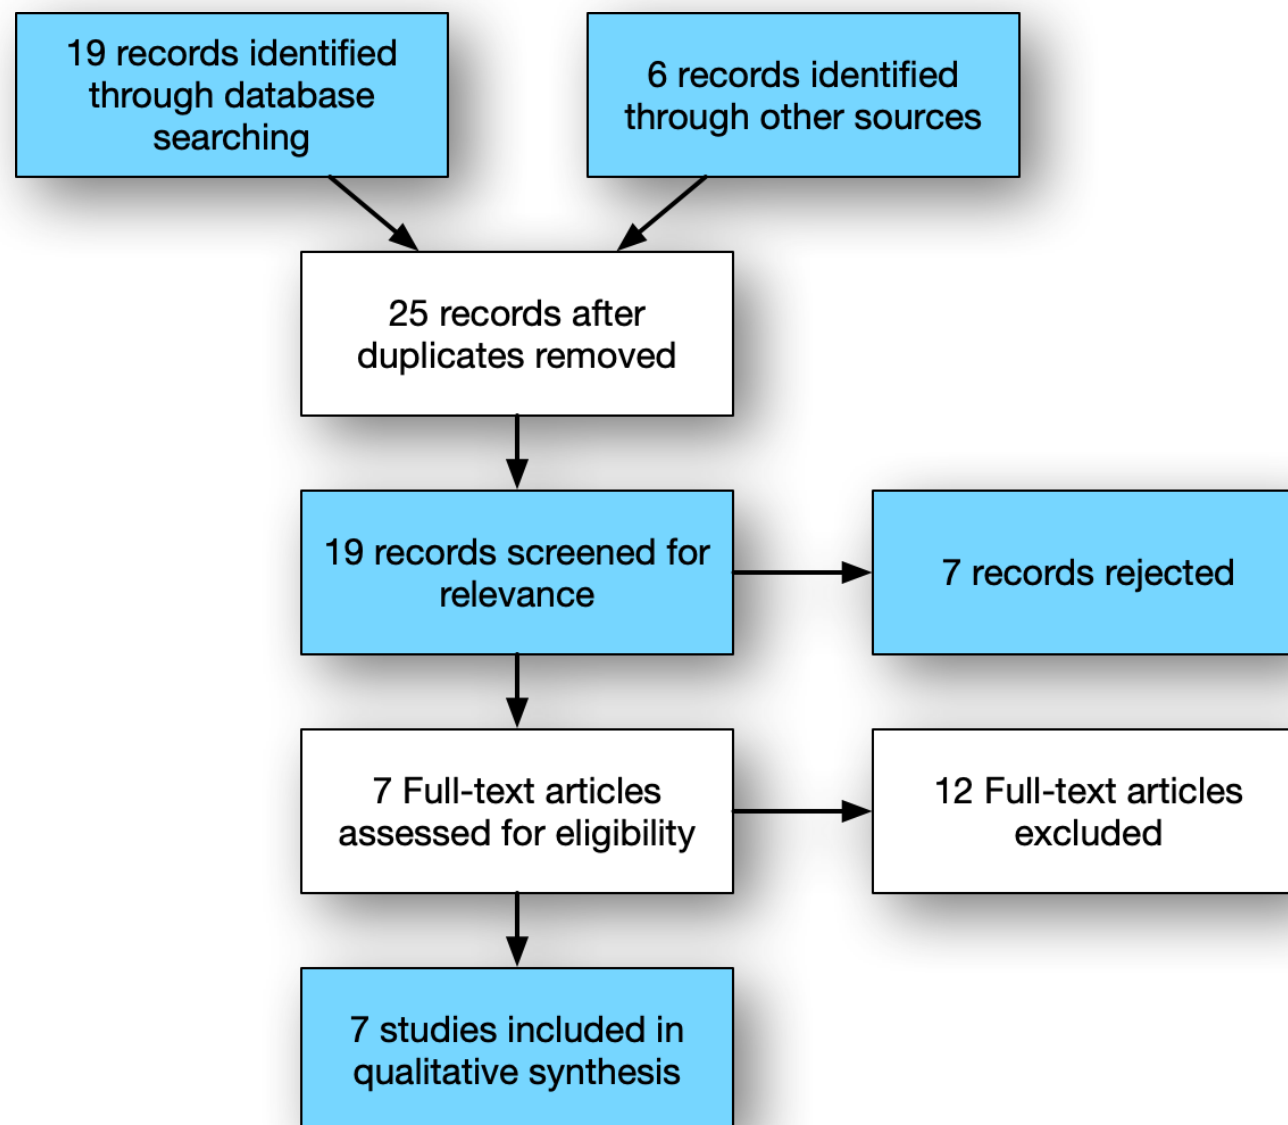 19 records identified
through database
searching
6 records identified
through other sources
25 records after
duplicates removed
19 records screened for
relevance
7 records rejected
7 Full-text articles
assessed for eligibility
12 Full-text articles
excluded
7 studies included in
qualitative synthesis